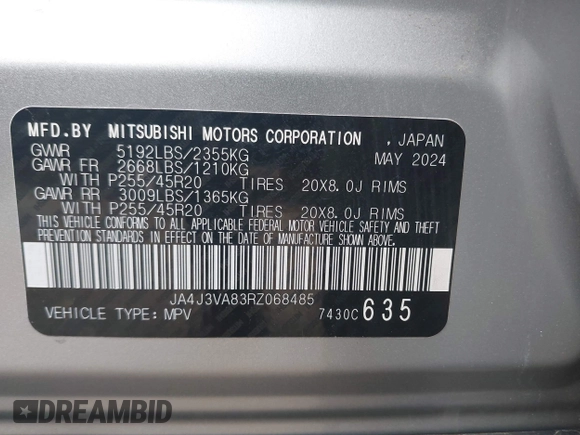 MFD.BY MITSUBISHI MOTORS CORPORATION , JAPAN
GVWR 5192LBS/2355KG MAY 2024
GAWR FR 2668LBS/1210KG
WITH P255/45R20 TIRES 20X8.0J RIMS
GAWR RR 3009LBS/1365KG
WITH P255/45R20 TIRES 20X8.0J RIMS
THIS VEHICLE CONFORMS TO ALL APPLICABLE FEDERAL MOTOR VEHICLE SAFETY AND THEFT
PREVENTION STANDARDS IN EFFECT ON THE DATE OF MANUFACTURE SHOWN ABOVE.
JA4J3VA83RZ068485
VEHICLE TYPE: MPV 7430C 635
DREAMBID